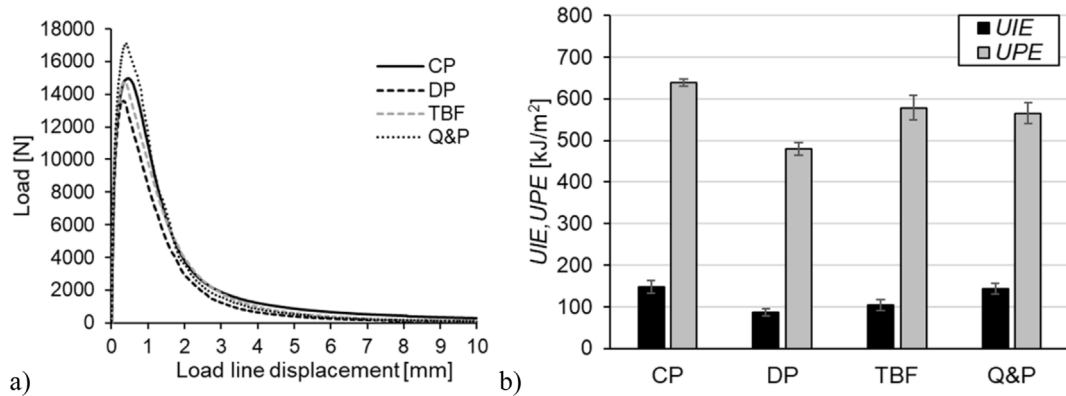 18000
16000
14000
12000
10000
8000
6000
4000
2000
0
Load [N]
CP
DP
TBF
Q&P
0 1 2 3 4 5 6 7 8 9 10
Load line displacement [mm]
a)
800
700
600
500
400
300
200
100
0
UIE, UPE [kJ/m²]
UIE
UPE
CP DP TBF Q&P
b)